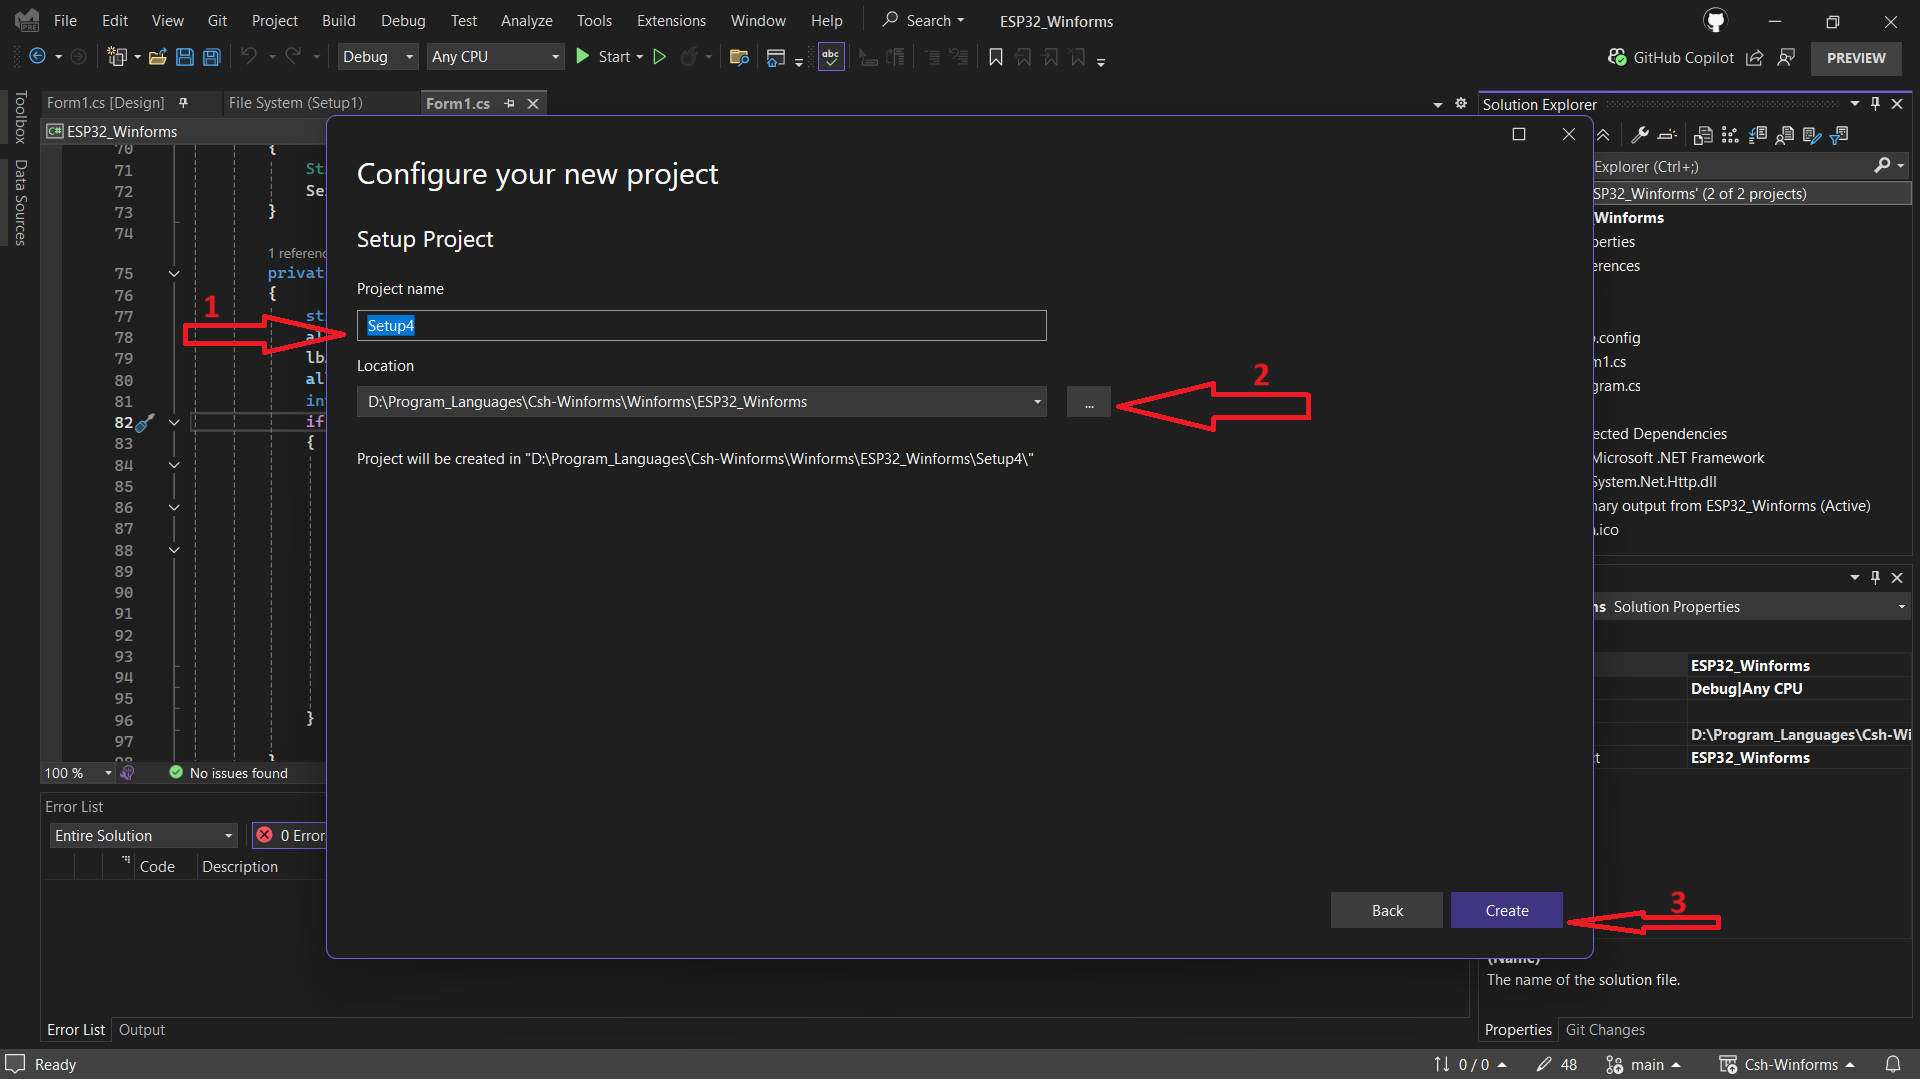 File Edit View Git Project Build Debug Test Analyze Tools Extensions Window Help Search ESP32_Winforms
Debug Any CPU Start abc GitHub Copilot PREVIEW
Toolbox
Data Sources
Form1.cs [Design] File System (Setup1) Form1.cs
C# ESP32_Winforms
70 {
71 St
72 Se
73 }
74
1 referenc
75 privat
76 {
77 st
78 al
79 lb
80 al
81 in
82 if
83 {
84
85
86
87
88
89
90
91
92
93
94
95
96 }
97
98 }
100 % No issues found
Configure your new project
Setup Project
Project name
1
Setup4
Location
2
D:\Program_Languages\Csh-Winforms\Winforms\ESP32_Winforms ...
Project will be created in "D:\Program_Languages\Csh-Winforms\Winforms\ESP32_Winforms\Setup4\"
Back Create
3
Solution Explorer
Explorer (Ctrl+;)
SP32_Winforms' (2 of 2 projects)
Winforms
perties
erences
.config
m1.cs
gram.cs
ected Dependencies
Microsoft .NET Framework
System.Net.Http.dll
nary output from ESP32_Winforms (Active)
.ico
ns Solution Properties
ESP32_Winforms
Debug|Any CPU
D:\Program_Languages\Csh-Wi
t ESP32_Winforms
(Name)
The name of the solution file.
Properties Git Changes
Error List
Entire Solution 0 Error
Code Description
Error List Output
Ready 0 / 0 48 main Csh-Winforms